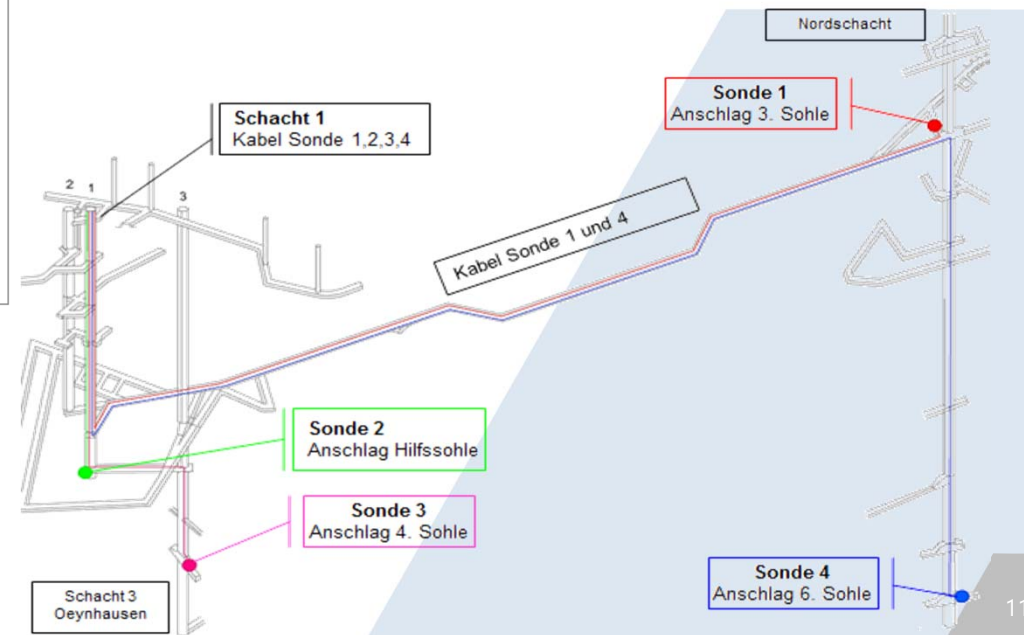 Nordschacht
Sonde 1
Anschlag 3. Sohle
Schacht 1
Kabel Sonde 1,2,3,4
2
1
3
Kabel Sonde 1 und 4
Sonde 2
Anschlag Hilfssohle
Sonde 3
Anschlag 4. Sohle
Sonde 4
Anschlag 6. Sohle
Schacht 3
Oeynhausen
11